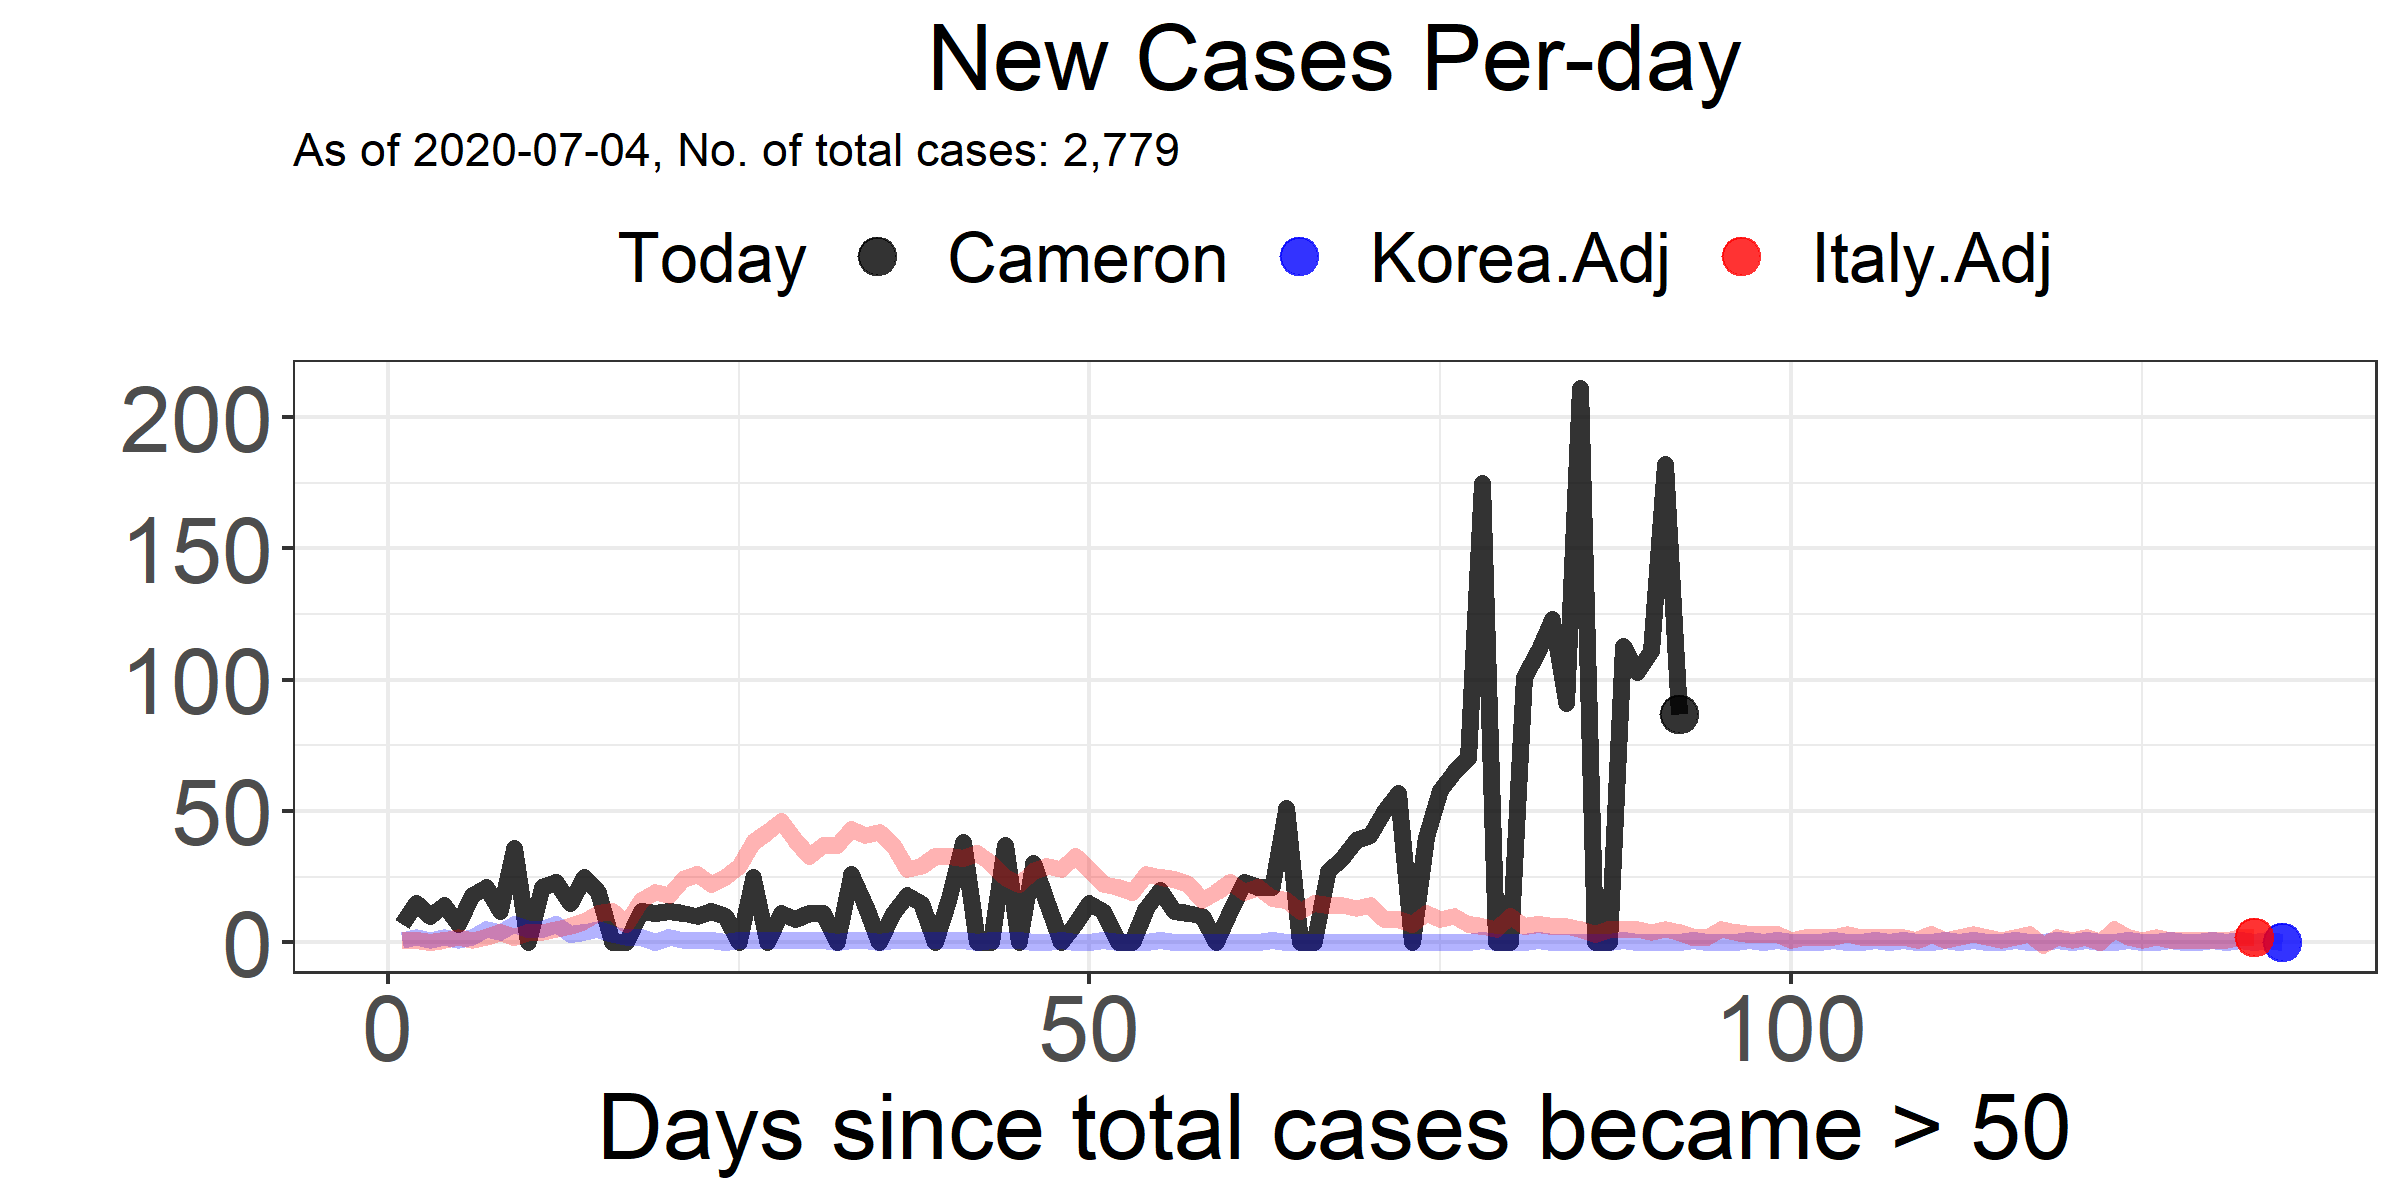 New Cases Per-day
As of 2020-07-04, No. of total cases: 2,779
Today Cameron Korea.Adj Italy.Adj
200
150
100
50
0
0 50 100
Days since total cases became > 50